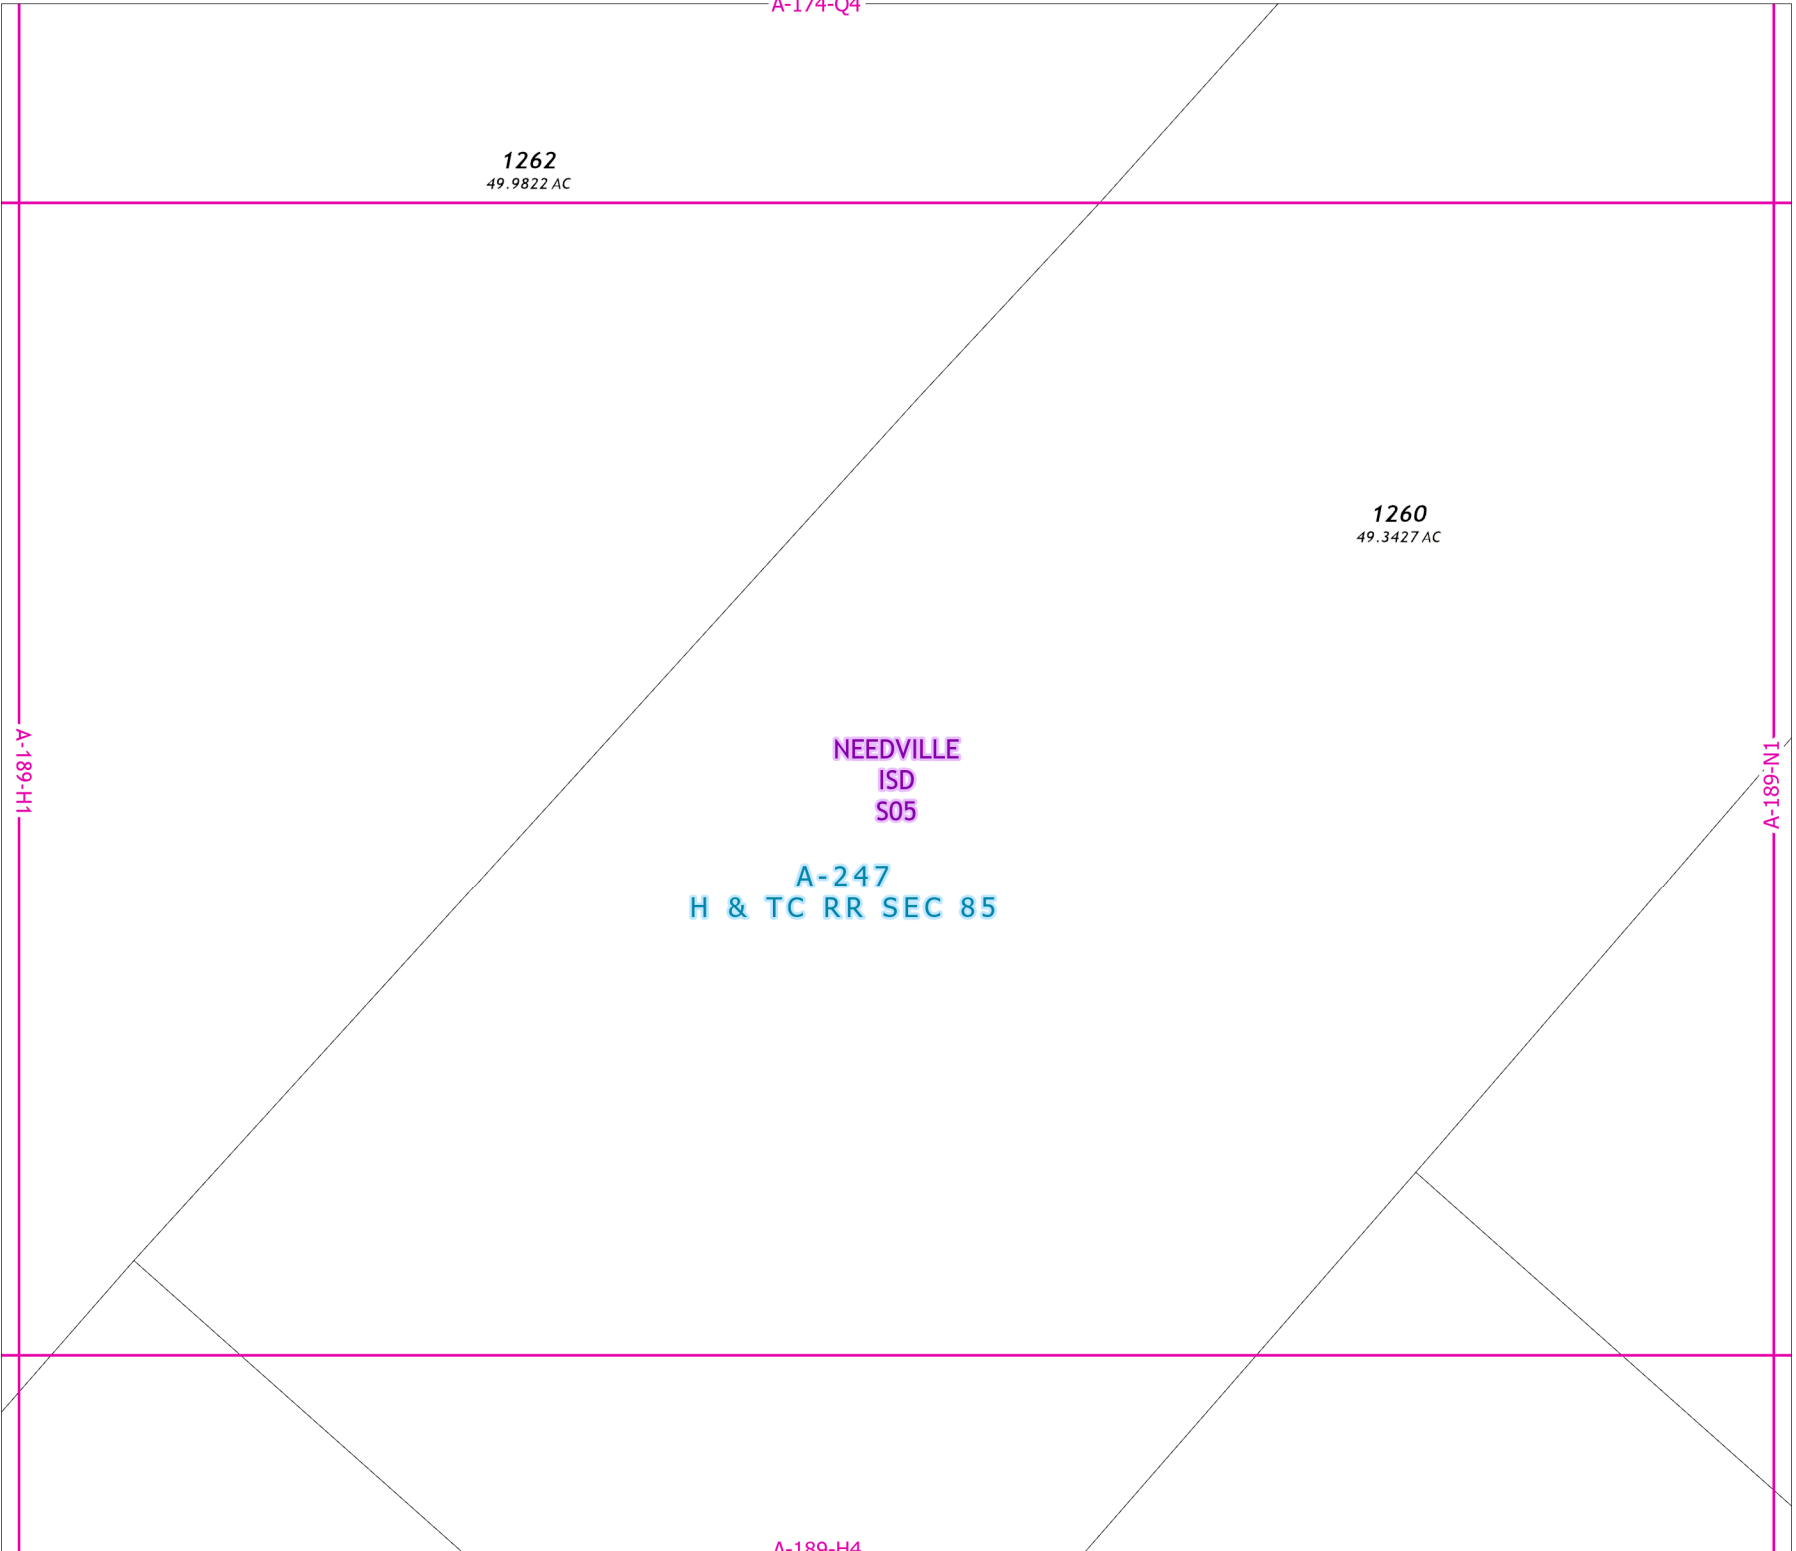 A-174-Q4
1262
49.9822 AC
1260
49.3427 AC
A-189-H1
NEEDVILLE
ISD
S05
A-189-N1
A-247
H & TC RR SEC 85
A-189-H4